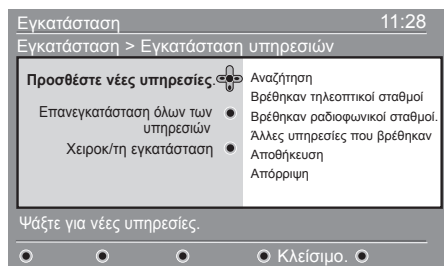 Εγκατάσταση 11:28
Εγκατάσταση > Εγκατάσταση υπηρεσιών
Προσθέστε νέες υπηρεσίες.
Επανεγκατάσταση όλων των
υπηρεσιών
Χειροκ/τη εγκατάσταση
Αναζήτηση
Βρέθηκαν τηλεοπτικοί σταθμοί
Βρέθηκαν ραδιοφωνικοί σταθμοί.
Άλλες υπηρεσίες που βρέθηκαν
Αποθήκευση
Απόρριψη
Ψάξτε για νέες υπηρεσίες.
Κλείσιμο.